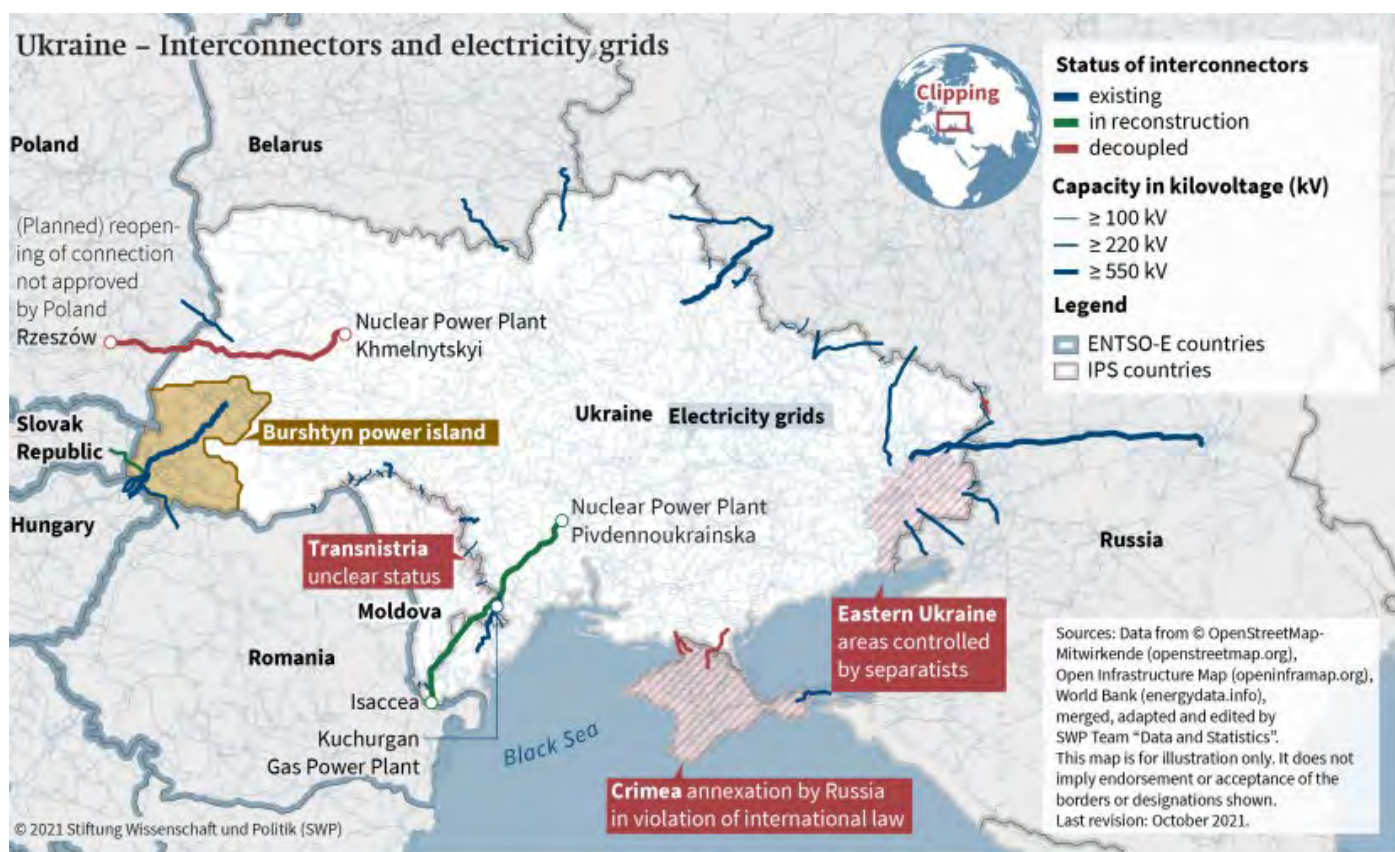 Ukraine – Interconnectors and electricity grids
Clipping
Status of interconnectors
existing
in reconstruction
decoupled
Capacity in kilovoltage (kV)
≥ 100 kV
≥ 220 kV
≥ 550 kV
Legend
ENTSO-E countries
IPS countries
Poland
Belarus
(Planned) reopen-
ing of connection
not approved
by Poland
Rzeszów
Nuclear Power Plant
Khmelnytskyi
Slovak
Republic
Burshtyn power island
Ukraine Electricity grids
Hungary
Nuclear Power Plant
Pivdennoukrainska
Russia
Transnistria
unclear status
Moldova
Romania
Eastern Ukraine
areas controlled
by separatists
Isaccea
Kuchurgan
Gas Power Plant
Black Sea
Crimea annexation by Russia
in violation of international law
Sources: Data from © OpenStreetMap-
Mitwirkende (openstreetmap.org),
Open Infrastructure Map (openinframap.org),
World Bank (energydata.info),
merged, adapted and edited by
SWP Team “Data and Statistics”.
This map is for illustration only. It does not
imply endorsement or acceptance of the
borders or designations shown.
Last revision: October 2021.
© 2021 Stiftung Wissenschaft und Politik (SWP)